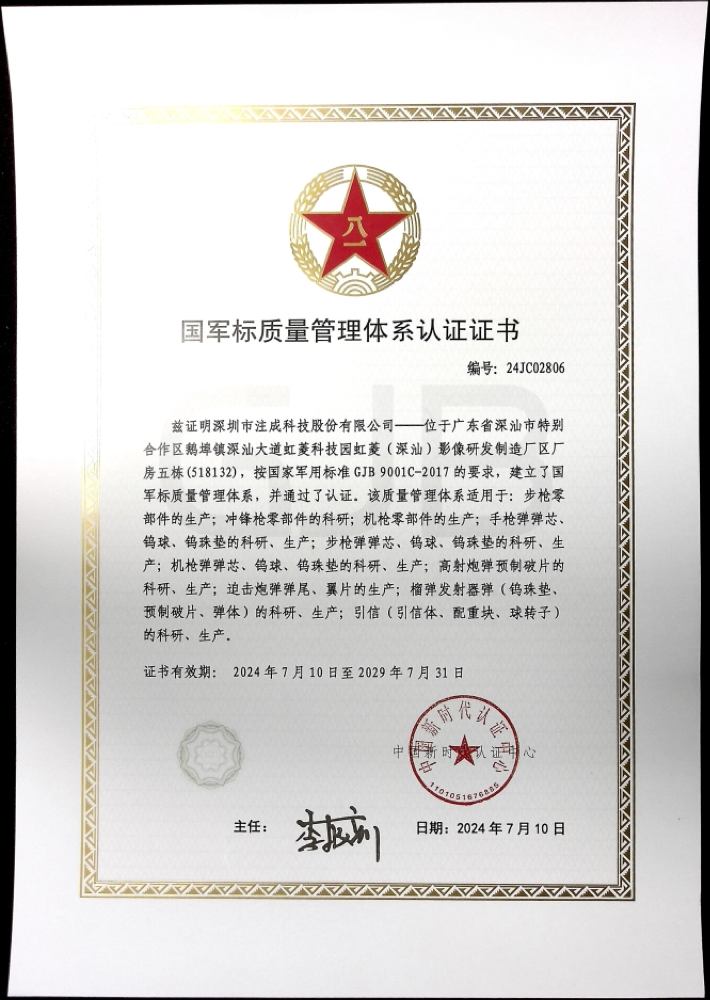 八一
国军标质量管理体系认证证书
编号：24JC02806
GJB
兹证明深圳市注成科技股份有限公司——位于广东省深汕市特别
合作区鹅埠镇深汕大道虹菱科技园虹菱（深汕）影像研发制造厂区厂
房五栋(518132)，按国家军用标准 GJB 9001C-2017 的要求，建立了国
军标质量管理体系，并通过了认证。该质量管理体系适用于：步枪零
部件的生产；冲锋枪零部件的科研；机枪零部件的生产；手枪弹弹芯、
钨球、钨珠垫的科研、生产；步枪弹弹芯、钨球、钨珠垫的科研、生
产；机枪弹弹芯、钨球、钨珠垫的科研、生产；高射炮弹预制破片的
科研、生产；迫击炮弹弹尾、翼片的生产；榴弹发射器弹（钨珠垫、
预制破片、弹体）的科研、生产；引信（引信体、配重块、球转子）
的科研、生产。
证书有效期： 2024 年 7 月 10 日至 2029 年 7 月 31 日
中国新时代认证中心
中国新时代认证中心
1101051676885
主任：
日期：2024 年 7 月 10 日